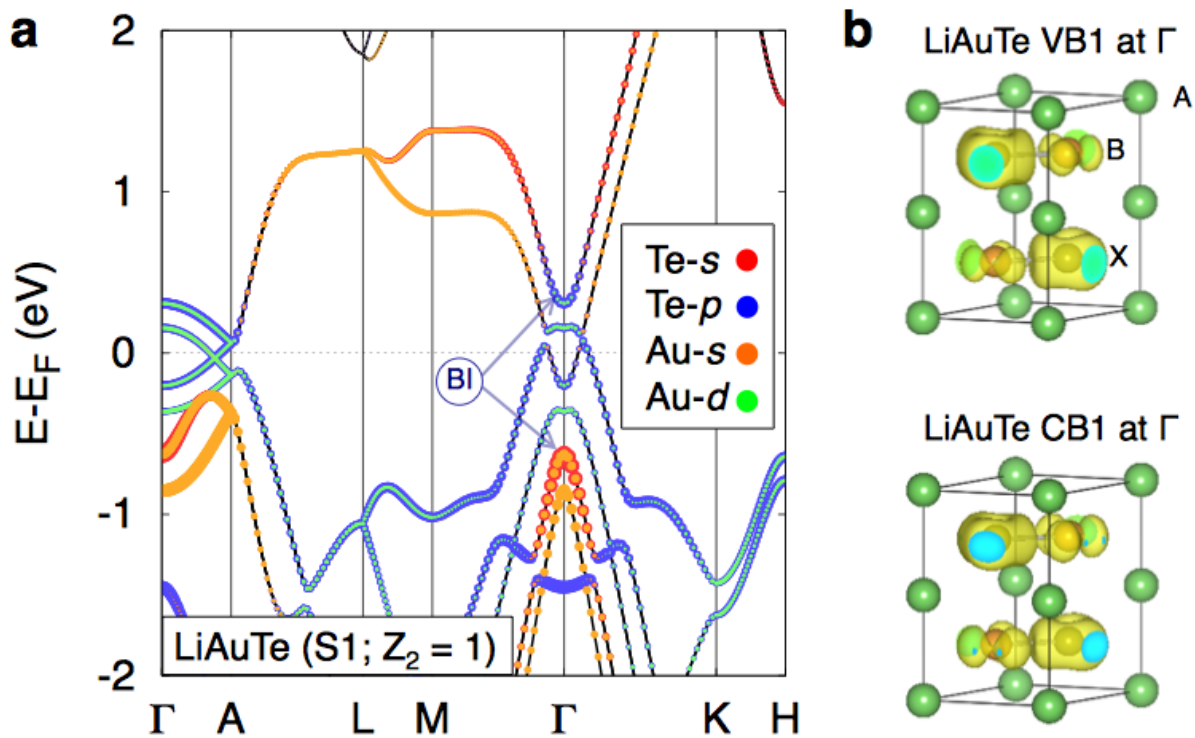 a
E-E_F (eV)
2
1
0
-1
-2
BI
Te-s
Te-p
Au-s
Au-d
LiAuTe (S1; Z₂ = 1)
Γ A L M Γ K H
b
LiAuTe VB1 at Γ
A
B
X
LiAuTe CB1 at Γ